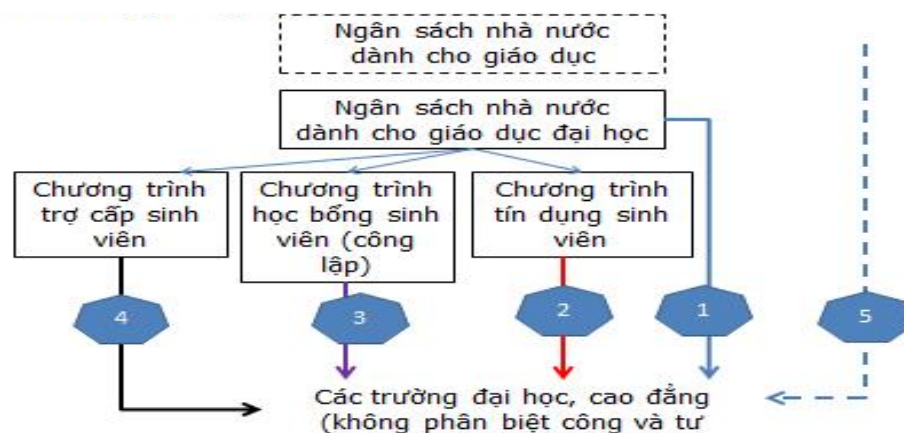 Ngân sách nhà nước
dành cho giáo dục
Ngân sách nhà nước
dành cho giáo dục đại học
Chương trình
trợ cấp sinh
viên
Chương trình
học bổng sinh
viên (công
lập)
Chương trình
tín dụng sinh
viên
4
3
2
1
5
Các trường đại học, cao đẳng
(không phân biệt công và tư